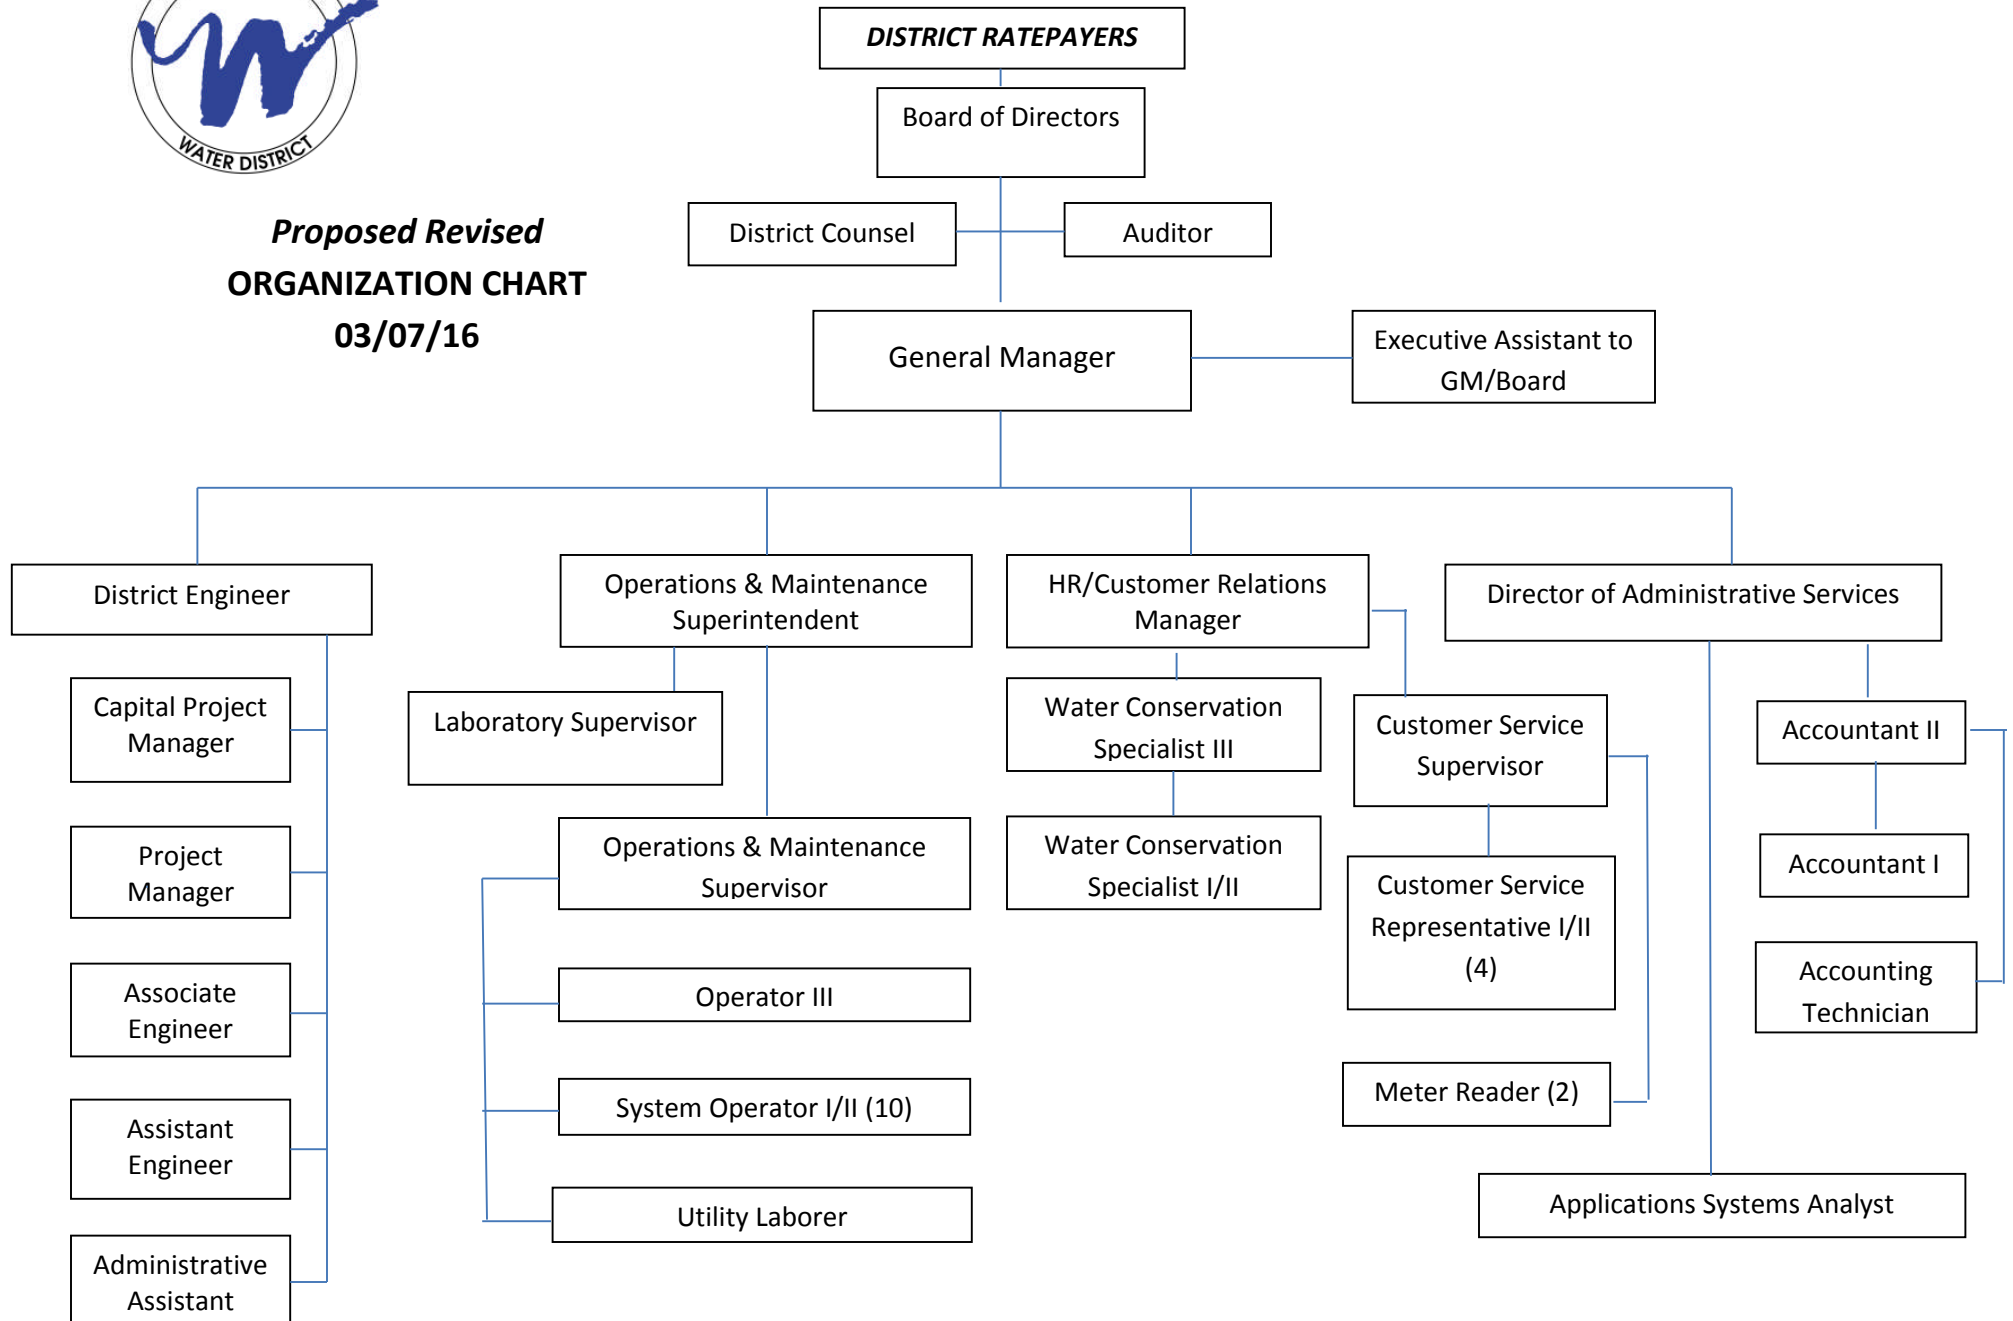 WATER DISTRICT
Proposed Revised
ORGANIZATION CHART
03/07/16
DISTRICT RATEPAYERS
Board of Directors
District Counsel
Auditor
General Manager
Executive Assistant to
GM/Board
District Engineer
Capital Project
Manager
Project
Manager
Associate
Engineer
Assistant
Engineer
Administrative
Assistant
Operations & Maintenance
Superintendent
Laboratory Supervisor
Operations & Maintenance
Supervisor
Operator III
System Operator I/II (10)
Utility Laborer
HR/Customer Relations
Manager
Water Conservation
Specialist III
Water Conservation
Specialist I/II
Customer Service
Supervisor
Customer Service
Representative I/II
(4)
Meter Reader (2)
Director of Administrative Services
Accountant II
Accountant I
Accounting
Technician
Applications Systems Analyst